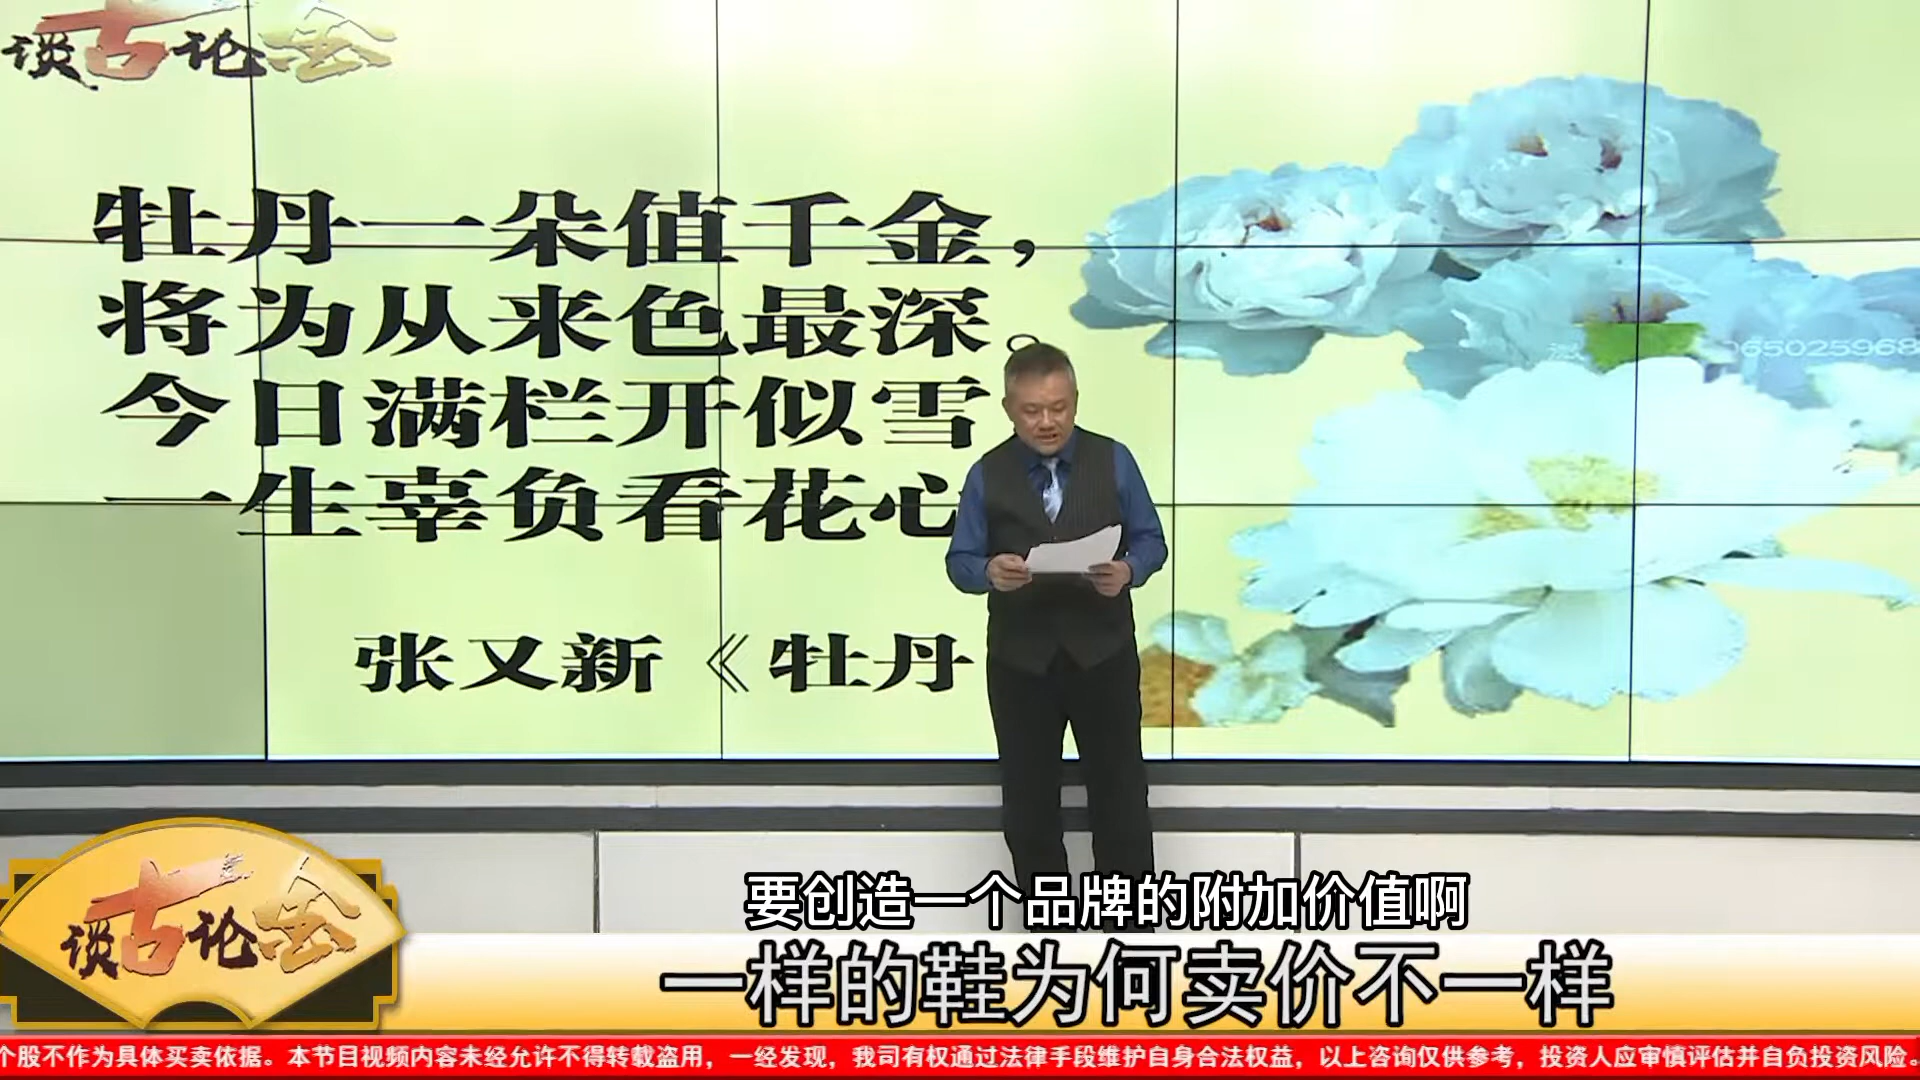 谈古论金
牡丹一朵值千金，
将为从来色最深。
今日满栏开似雪
一生辜负看花心
张又新《牡丹
065025968
要创造一个品牌的附加价值啊
谈古论金
一样的鞋为何卖价不一样
个股不作为具体买卖依据。本节目视频内容未经允许不得转载盗用，一经发现，我司有权通过法律手段维护自身合法权益，以上咨询仅供参考，投资人应审慎评估并自负投资风险。